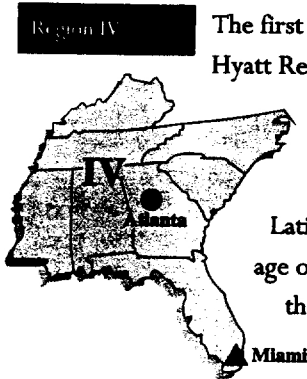 Region IV
The first
Hyatt Re
IV
Atlanta
Lati
age o
th
Miami